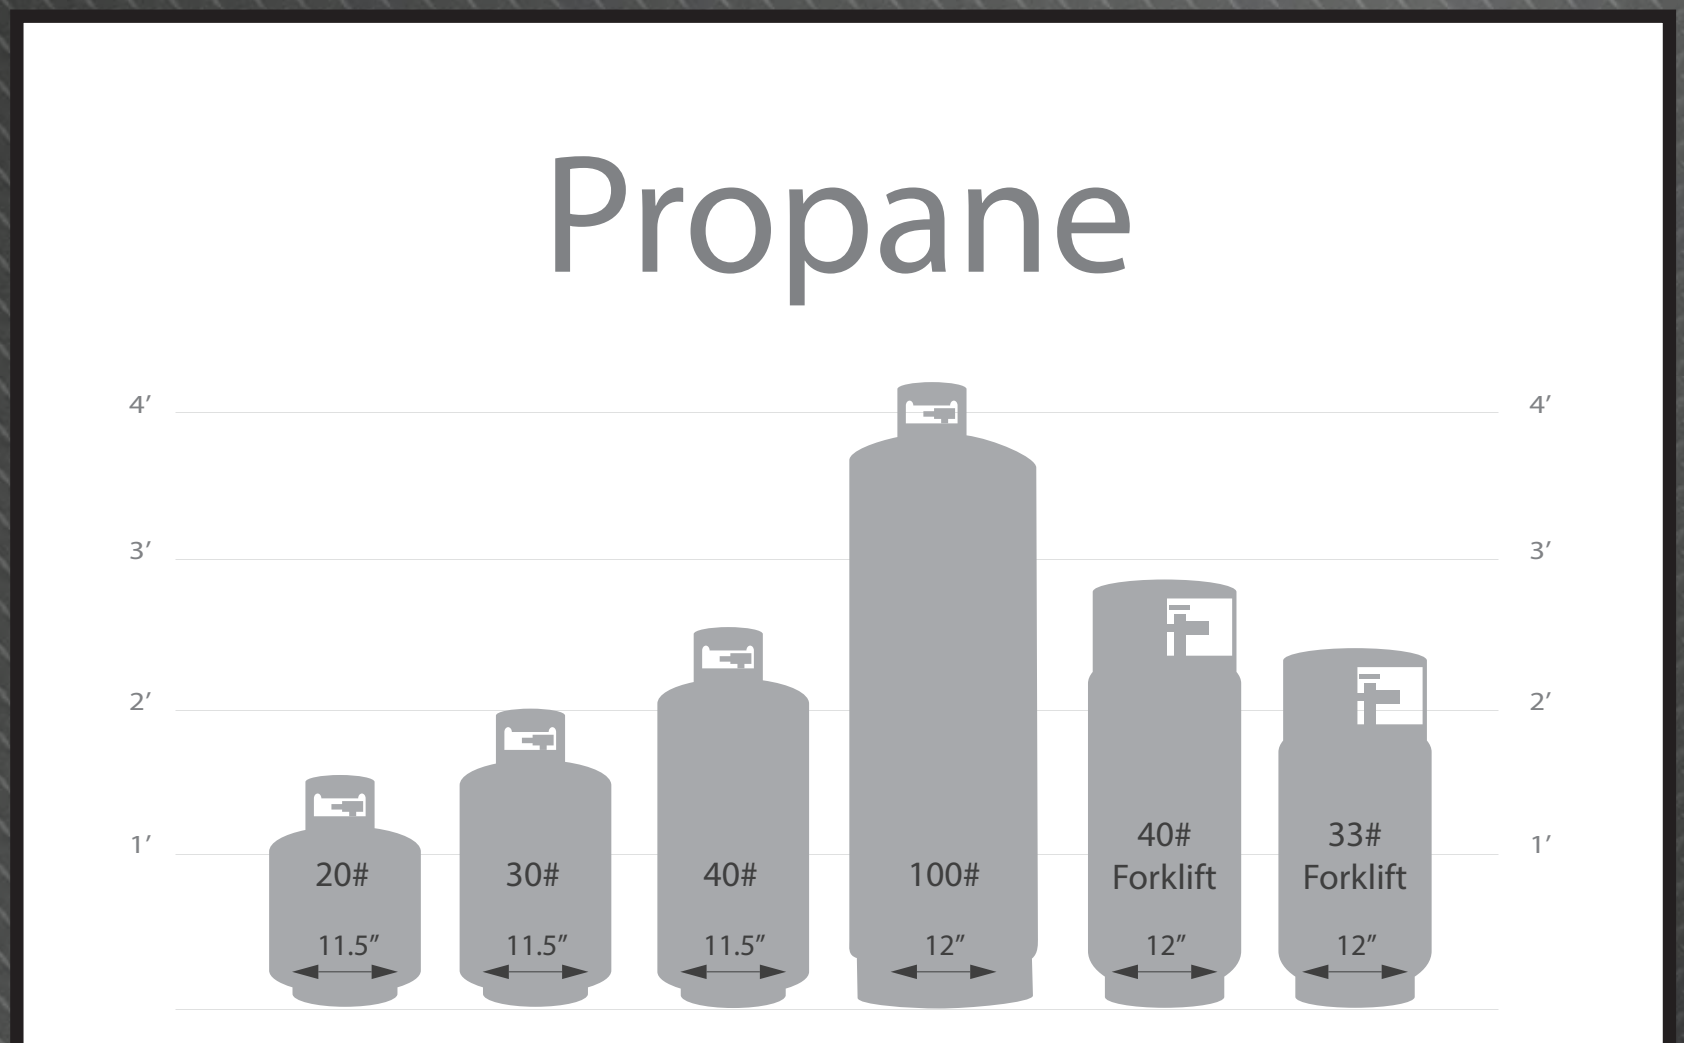 Propane
4’ 4’
3’ 3’
2’ 2’
1’ 1’
20# 30# 40# 100# 40# Forklift 33# Forklift
11.5” 11.5” 11.5” 12” 12” 12”